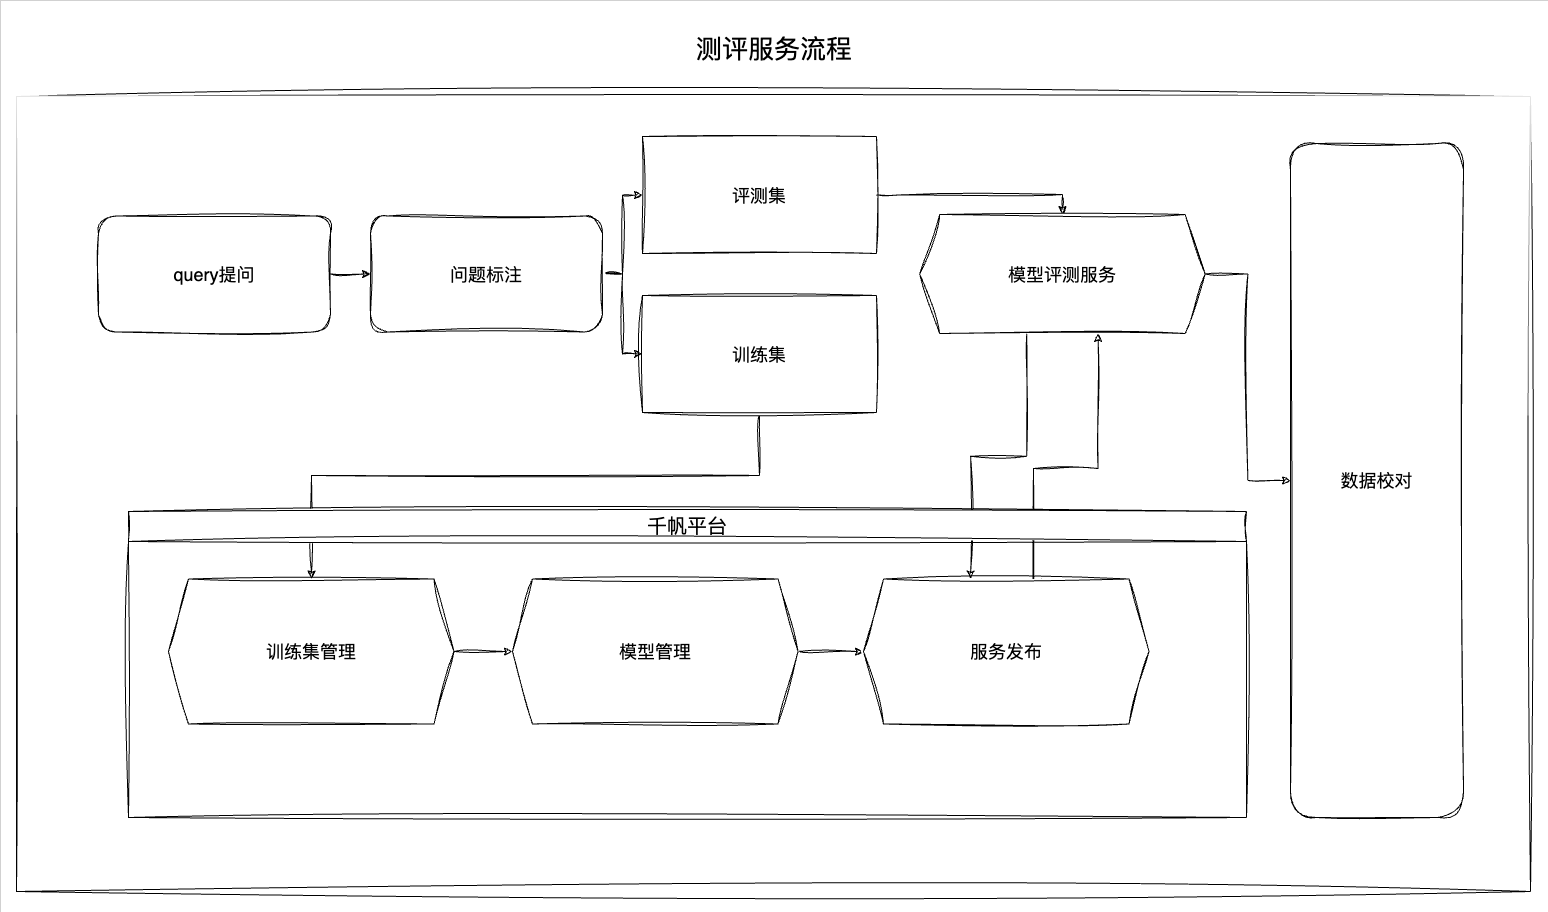 测评服务流程
评测集
query提问
问题标注
模型评测服务
训练集
数据校对
千帆平台
训练集管理
模型管理
服务发布